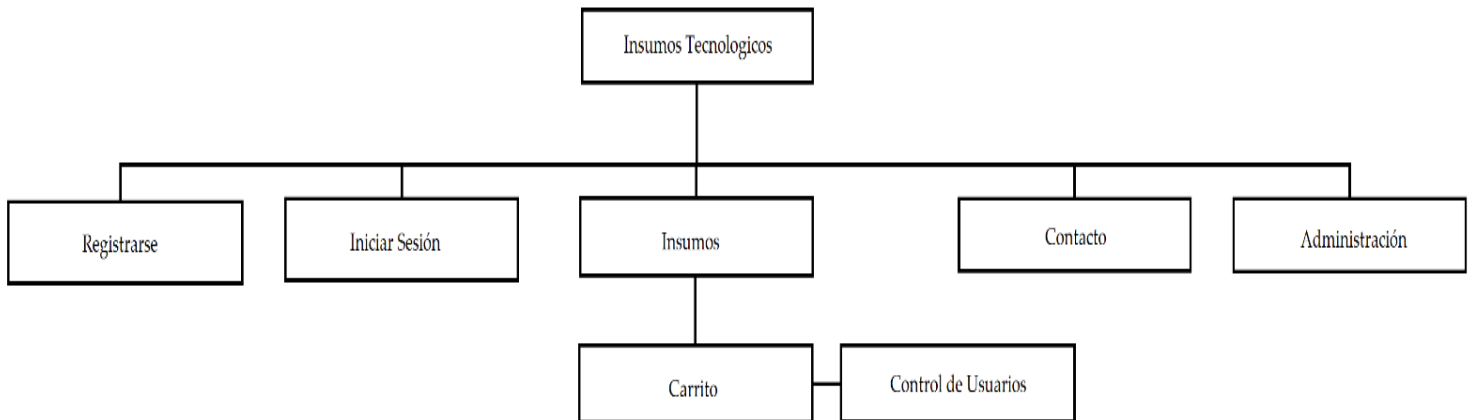 Insumos Tecnologicos
Registrarse
Iniciar Sesión
Insumos
Contacto
Administración
Carrito
Control de Usuarios